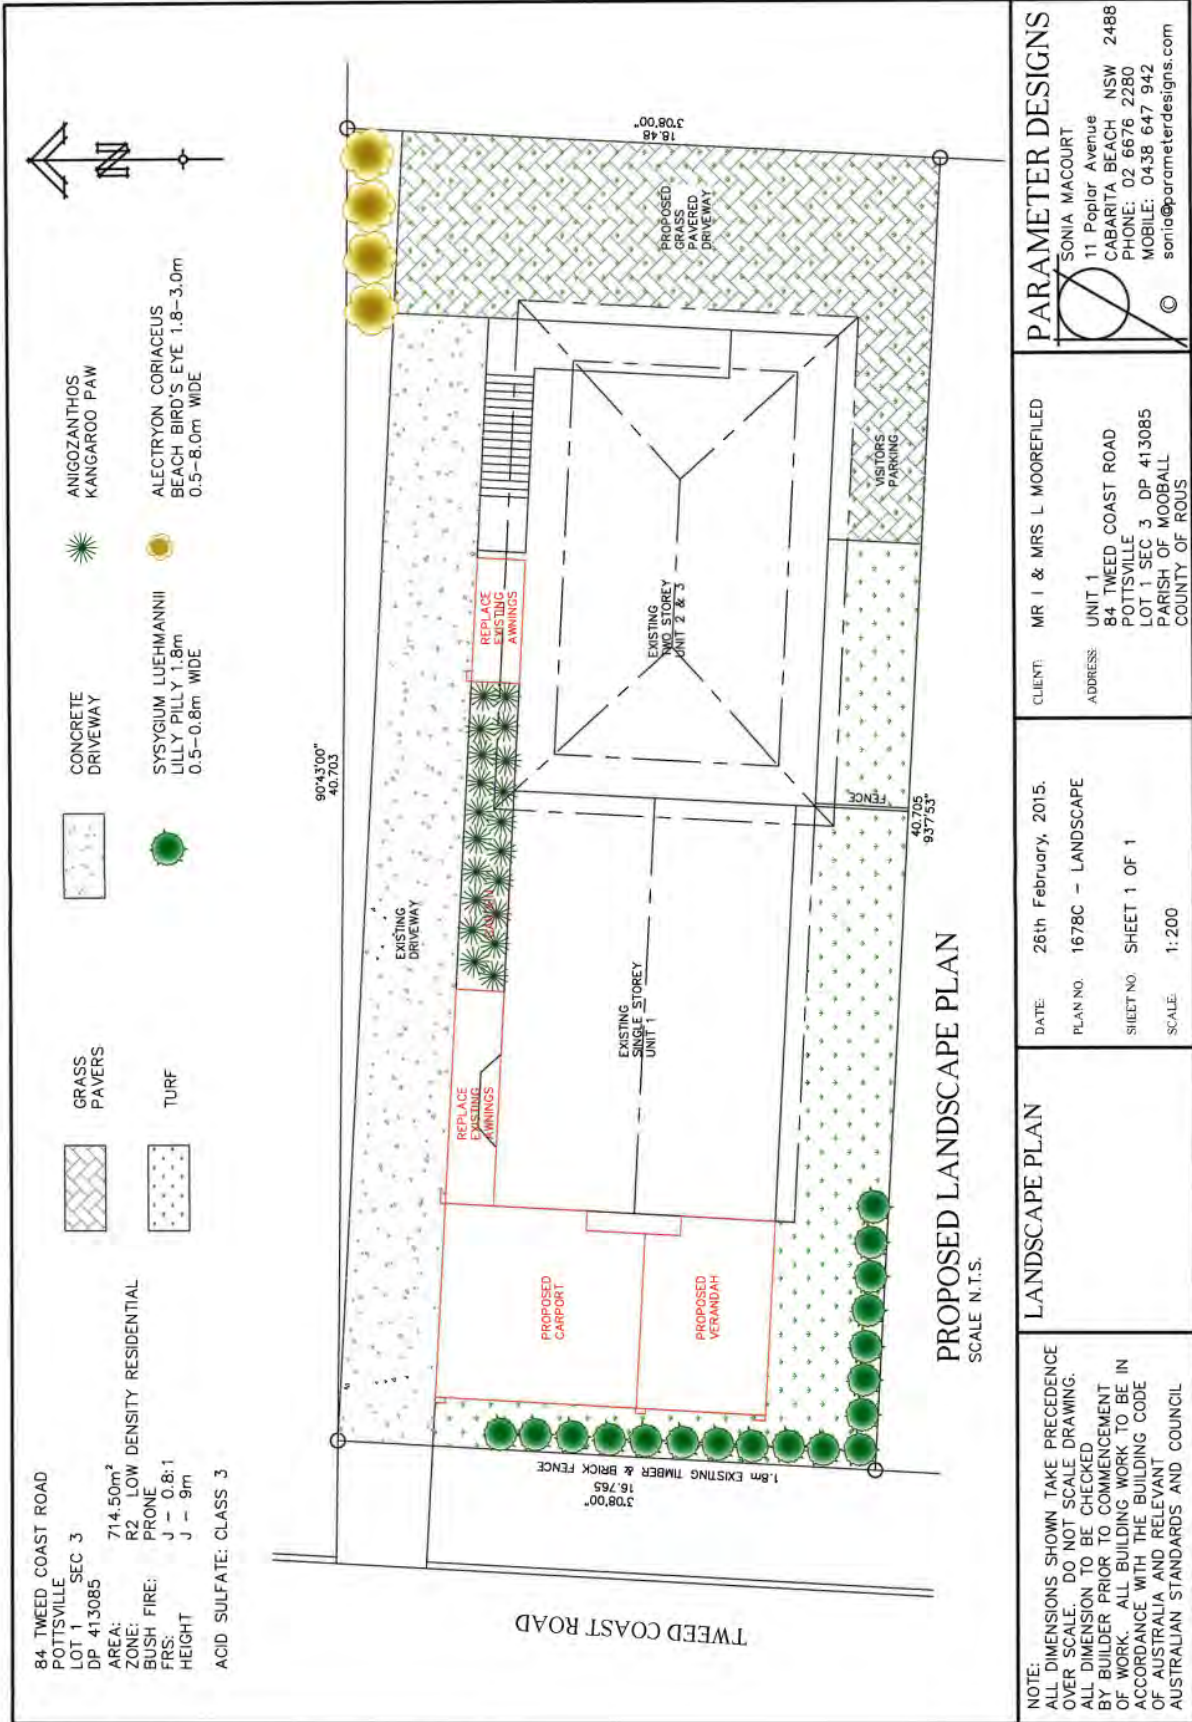 84 TWEED COAST ROAD
POTTSVILLE
LOT 1 SEC 3
DP 413085
AREA: 714.50m²
ZONE: R2 LOW DENSITY RESIDENTIAL
BUSH FIRE: PRONE
FRS: J - 0.8:1
HEIGHT J - 9m
ACID SULFATE: CLASS 3
GRASS
PAVERS
CONCRETE
DRIVEWAY
ANIGOZANTHOS
KANGAROO PAW
TURF
SYSYGIUM LUEHMANNII
LILLY PILLY 1.8m
0.5-0.8m WIDE
ALECTRYON CORIACEUS
BEACH BIRD'S EYE 1.8-3.0m
0.5-8.0m WIDE
N
90°43'00"
40.703
EXISTING
DRIVEWAY
REPLACE
EXISTING
AWNINGS
REPLACE
EXISTING
AWNINGS
PROPOSED
GRASS
PAVERED
DRIVEWAY
18.48
3°08'00"
EXISTING
SINGLE STOREY
UNIT 1
EXISTING
TWO STOREY
UNIT 2 & 3
VISITORS
PARKING
PROPOSED
CARPORT
PROPOSED
VERANDAH
FENCE
40.705
93°7'53"
1.8m EXISTING TIMBER & BRICK FENCE
16.765
3°08'00"
TWEED COAST ROAD
PROPOSED LANDSCAPE PLAN
SCALE N.T.S.
NOTE:
ALL DIMENSIONS SHOWN TAKE PRECEDENCE
OVER SCALE. DO NOT SCALE DRAWING.
ALL DIMENSION TO BE CHECKED
BY BUILDER PRIOR TO COMMENCEMENT
OF WORK. ALL BUILDING WORK TO BE IN
ACCORDANCE WITH THE BUILDING CODE
OF AUSTRALIA AND RELEVANT
AUSTRALIAN STANDARDS AND COUNCIL
LANDSCAPE PLAN
DATE: 26th February, 2015.
PLAN NO. 1678C - LANDSCAPE
SHEET NO. SHEET 1 OF 1
SCALE: 1:200
CLIENT: MR I & MRS L MOOREFILED
ADDRESS: UNIT 1
84 TWEED COAST ROAD
POTTSVILLE
LOT 1 SEC 3 DP 413085
PARISH OF MOOBALL
COUNTY OF ROUS
PARAMETER DESIGNS
SONIA MACOURT
11 Poplar Avenue
CABARITA BEACH NSW 2488
PHONE: 02 6676 2280
MOBILE: 0438 647 942
© sonia@parameterdesigns.com